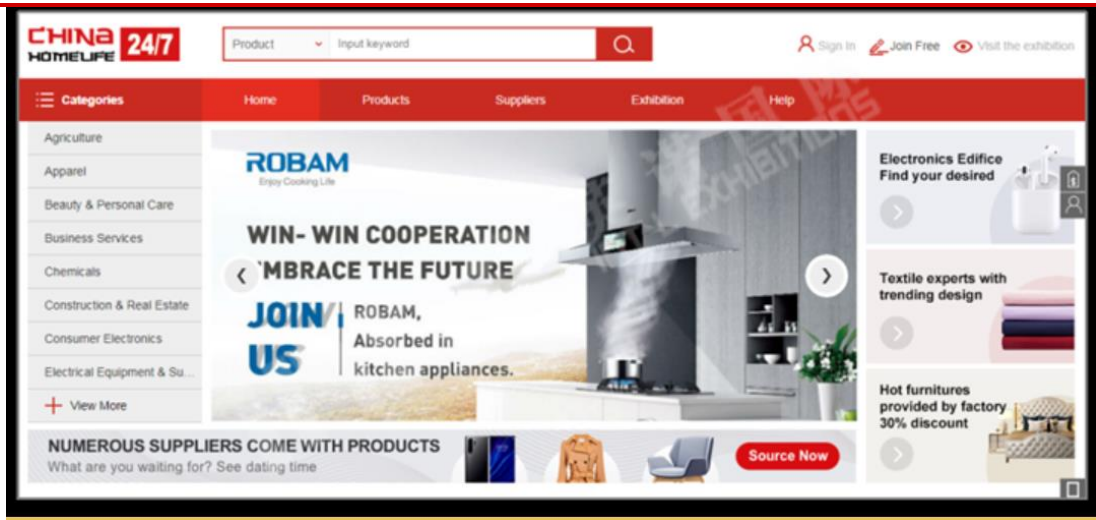 CHINA 24/7
HOMELIFE
Product
Input keyword
Sign In
Join Free
Visit the exhibition
Categories
Home
Products
Suppliers
Exhibition
Help
Agriculture
Apparel
Beauty & Personal Care
Business Services
Chemicals
Construction & Real Estate
Consumer Electronics
Electrical Equipment & Su...
View More
ROBAM
Enjoy Cooking Life
WIN- WIN COOPERATION
EMBRACE THE FUTURE
JOIN
US
ROBAM,
Absorbed in
kitchen appliances.
Electronics Edifice
Find your desired
Textile experts with
trending design
Hot furnitures
provided by factory
30% discount
NUMEROUS SUPPLIERS COME WITH PRODUCTS
What are you waiting for? See dating time
Source Now
EXHIBITIONS